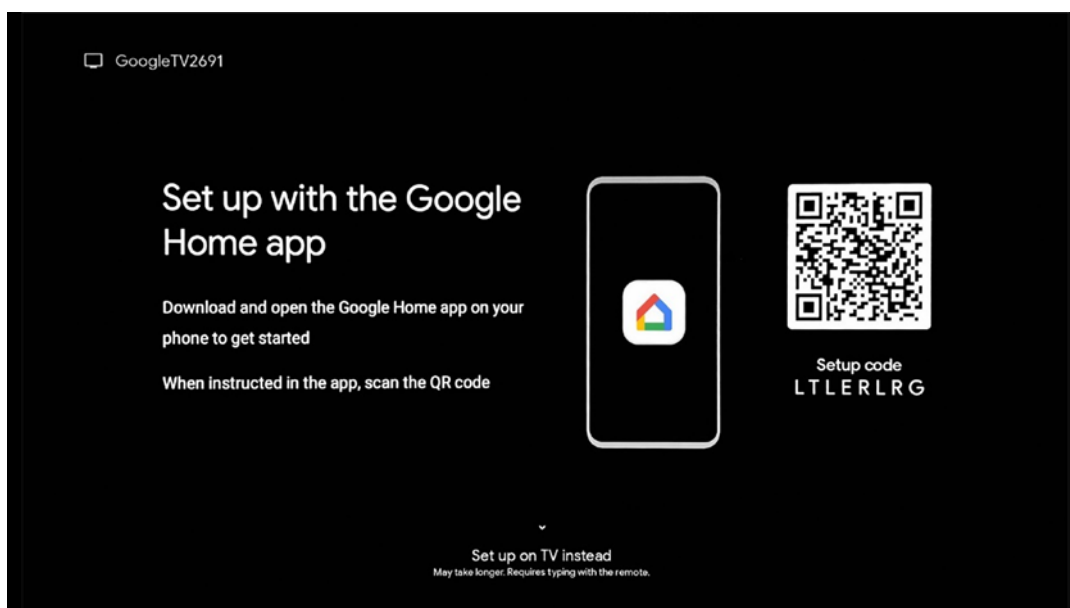 GoogleTV2691
Set up with the Google
Home app
Download and open the Google Home app on your
phone to get started
When instructed in the app, scan the QR code
Setup code
LTLERLRG
Set up on TV instead
May take longer. Requires typing with the remote.